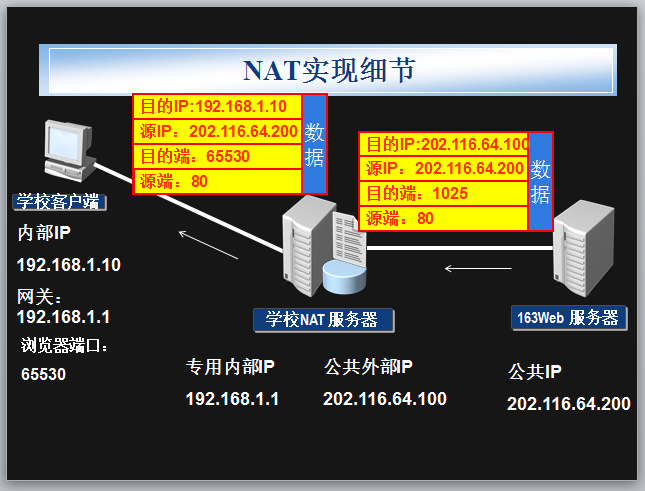 NAT实现细节
目的IP:192.168.1.10
源IP：202.116.64.200
目的端：65530
源端：80
数据
目的IP:202.116.64.100
源IP：202.116.64.200
目的端：1025
源端：80
数据
学校客户端
内部IP
192.168.1.10
网关：
192.168.1.1
浏览器端口：
65530
学校NAT 服务器
专用内部IP
192.168.1.1
公共外部IP
202.116.64.100
163Web 服务器
公共IP
202.116.64.200